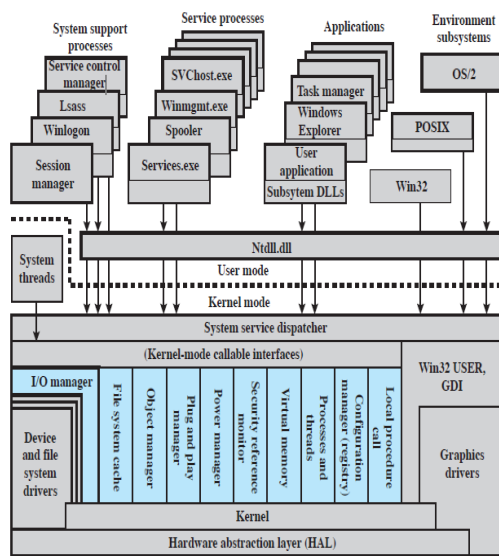 System support
processes
Service processes
Applications
Environment
subsystems
Service control
manager
Lsass
Winlogon
Session
manager
SVChost.exe
Winmgmt.exe
Spooler
Services.exe
Task manager
Windows
Explorer
User
application
Subsytem DLLs
OS/2
POSIX
Win32
System
threads
Ntdll.dll
User mode
Kernel mode
System service dispatcher
(Kernel-mode callable interfaces)
Win32 USER,
GDI
I/O manager
Device
and file
system
drivers
File system cache
Object manager
Plug and play
manager
Power manager
Security reference
monitor
Virtual memory
Processes and
threads
Configuration
manager (registry)
Local procedure
call
Graphics
drivers
Kernel
Hardware abstraction layer (HAL)